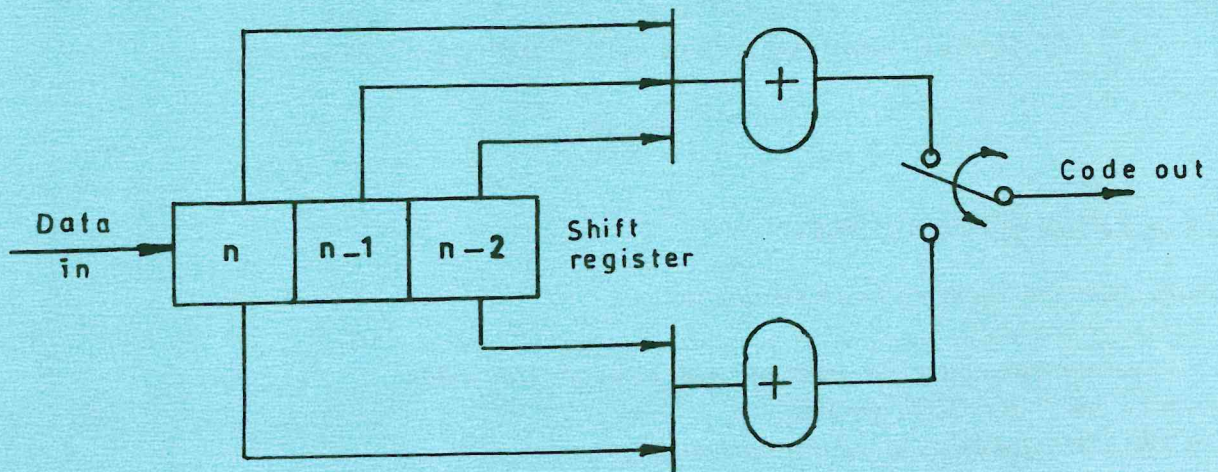 +
Code out
Data
in
n
n-1
n-2
Shift
register
+